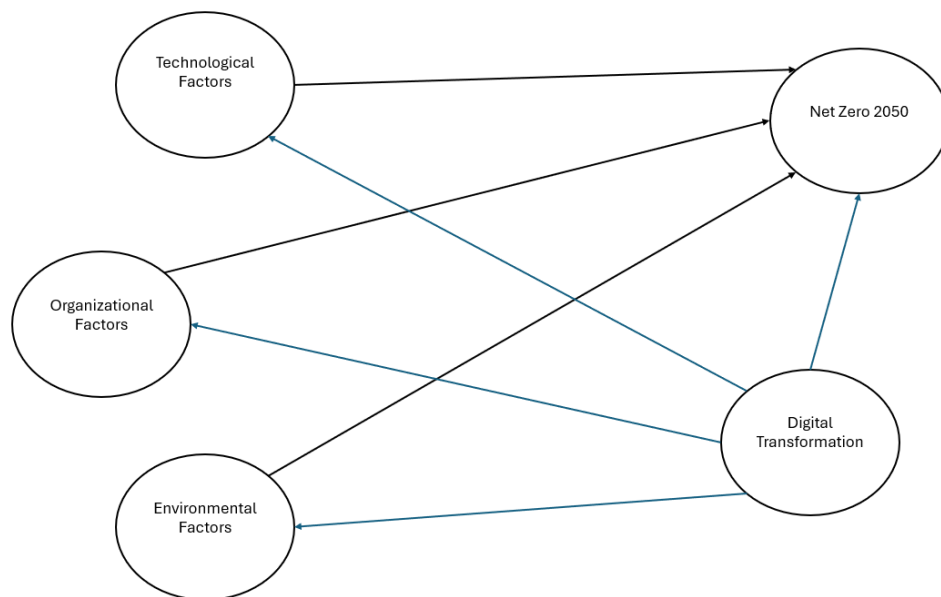 Technological
Factors
Net Zero 2050
Organizational
Factors
Digital
Transformation
Environmental
Factors